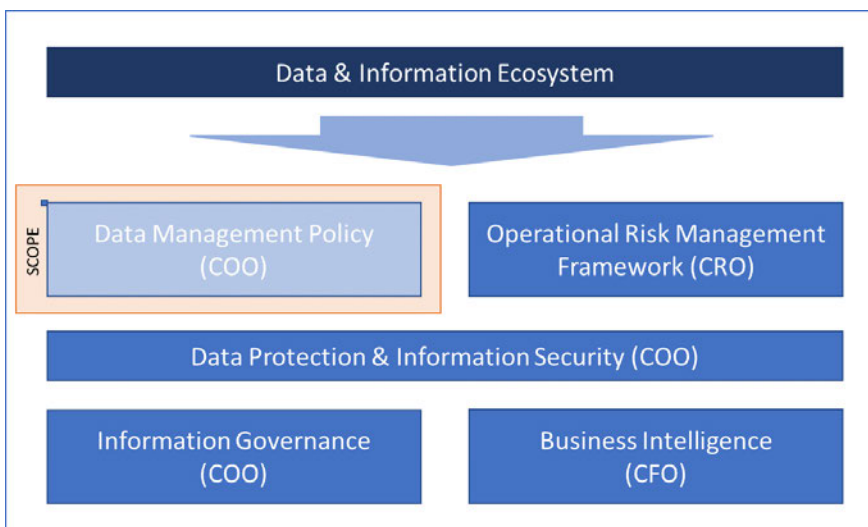 Data & Information Ecosystem
SCOPE
Data Management Policy
(COO)
Operational Risk Management
Framework (CRO)
Data Protection & Information Security (COO)
Information Governance
(COO)
Business Intelligence
(CFO)